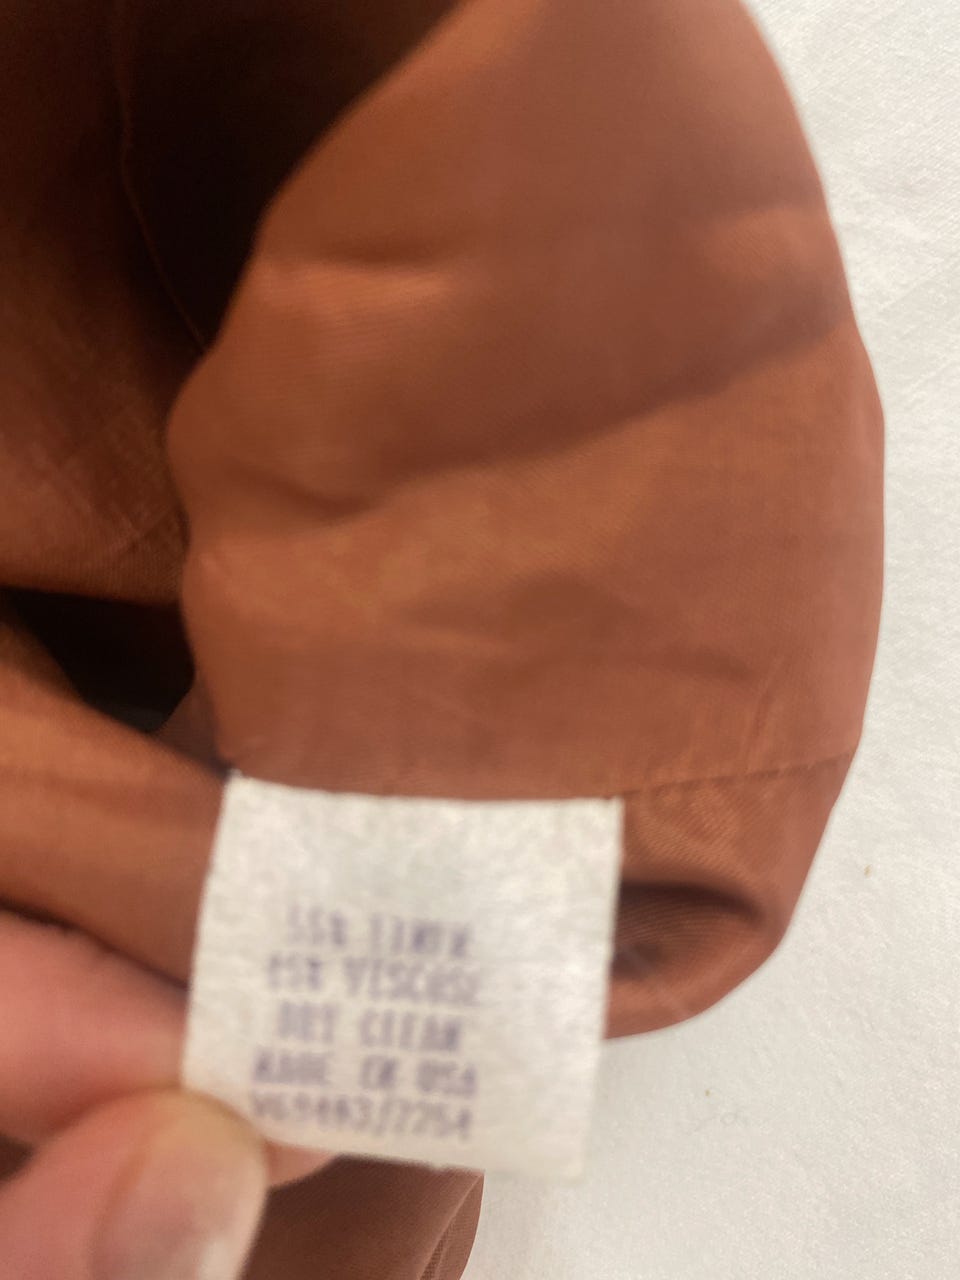 55% LINEN
45% VISCOSE
DRY CLEAN
MADE IN USA